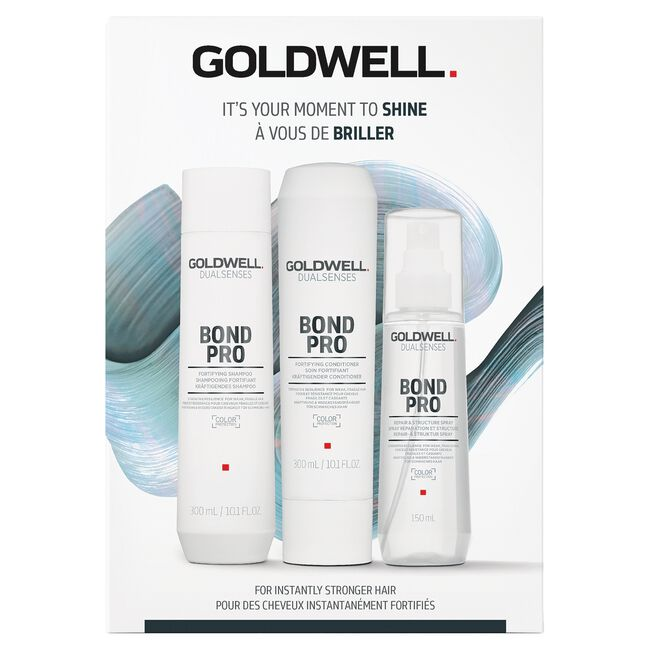 GOLDWELL.
IT'S YOUR MOMENT TO SHINE
À VOUS DE BRILLER
GOLDWELL.
DUALSENSES
BOND
PRO
FORTIFYING SHAMPOO
SHAMPOOING FORTIFIANT
KRÄFTIGENDES SHAMPOO
COLOR
PROTECTION
300 mL / 10.1 FL.OZ.
GOLDWELL.
DUALSENSES
BOND
PRO
FORTIFYING CONDITIONER
SOIN FORTIFIANT
KRÄFTIGENDER CONDITIONER
COLOR
PROTECTION
300 mL / 10.1 FL.OZ.
GOLDWELL.
DUALSENSES
BOND
PRO
REPAIR & STRUCTURE SPRAY
SPRAY RÉPARATION ET STRUCTURE
REPAIR- & STRUKTUR SPRAY
COLOR
PROTECTION
150 mL
FOR INSTANTLY STRONGER HAIR
POUR DES CHEVEUX INSTANTANÉMENT FORTIFIÉS